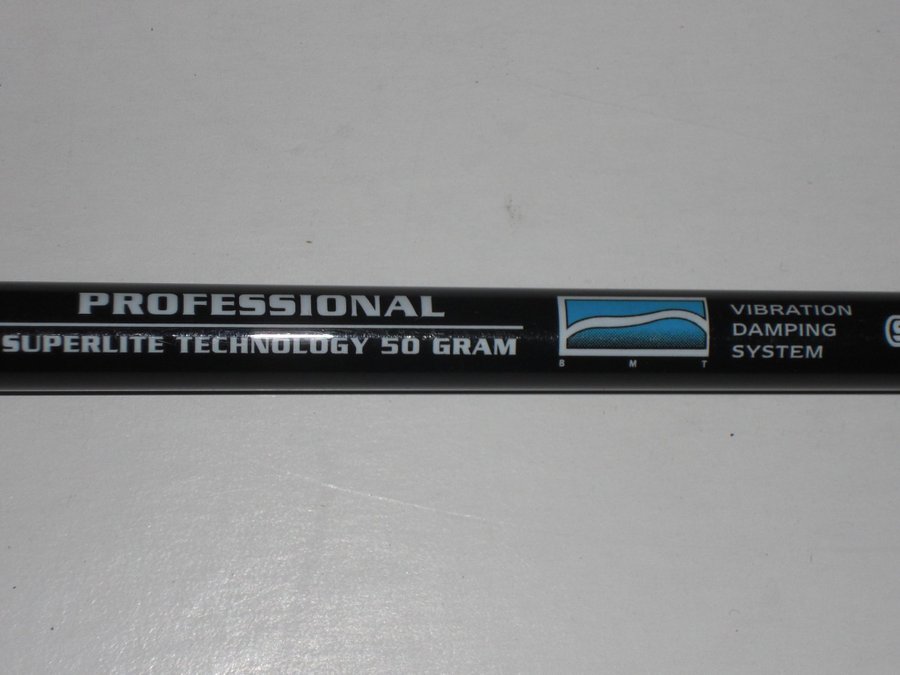 PROFESSIONAL
SUPERLITE TECHNOLOGY 50 GRAM
B M T
VIBRATION
DAMPING
SYSTEM